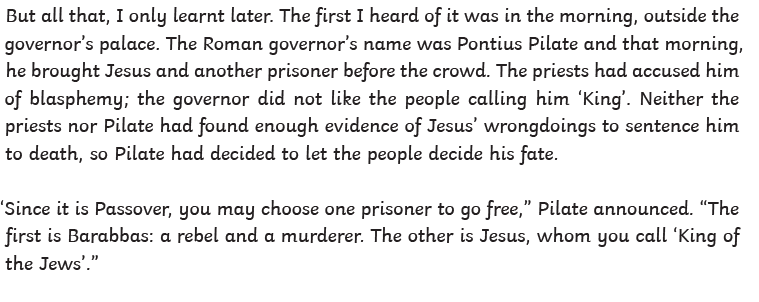 But all that, I only learnt later. The first I heard of it was in the morning, outside the
governor’s palace. The Roman governor’s name was Pontius Pilate and that morning,
he brought Jesus and another prisoner before the crowd. The priests had accused him
of blasphemy; the governor did not like the people calling him ‘King’. Neither the
priests nor Pilate had found enough evidence of Jesus’ wrongdoings to sentence him
to death, so Pilate had decided to let the people decide his fate.
‘Since it is Passover, you may choose one prisoner to go free,” Pilate announced. “The
first is Barabbas: a rebel and a murderer. The other is Jesus, whom you call ‘King of
the Jews’.”